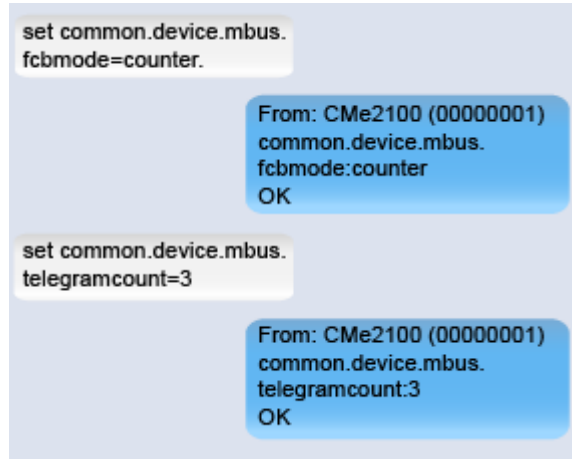 set common.device.mbus.
fcbmode=counter.
From: CMe2100 (00000001)
common.device.mbus.
fcbmode:counter
OK
set common.device.mbus.
telegramcount=3
From: CMe2100 (00000001)
common.device.mbus.
telegramcount:3
OK